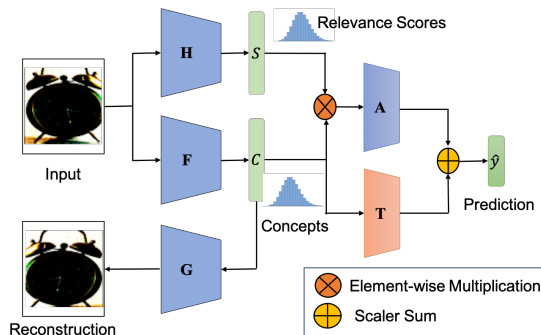 Relevance Scores
H
S
A
Input
F
C
ŷ
T
Prediction
Concepts
G
Element-wise Multiplication
Scaler Sum
Reconstruction